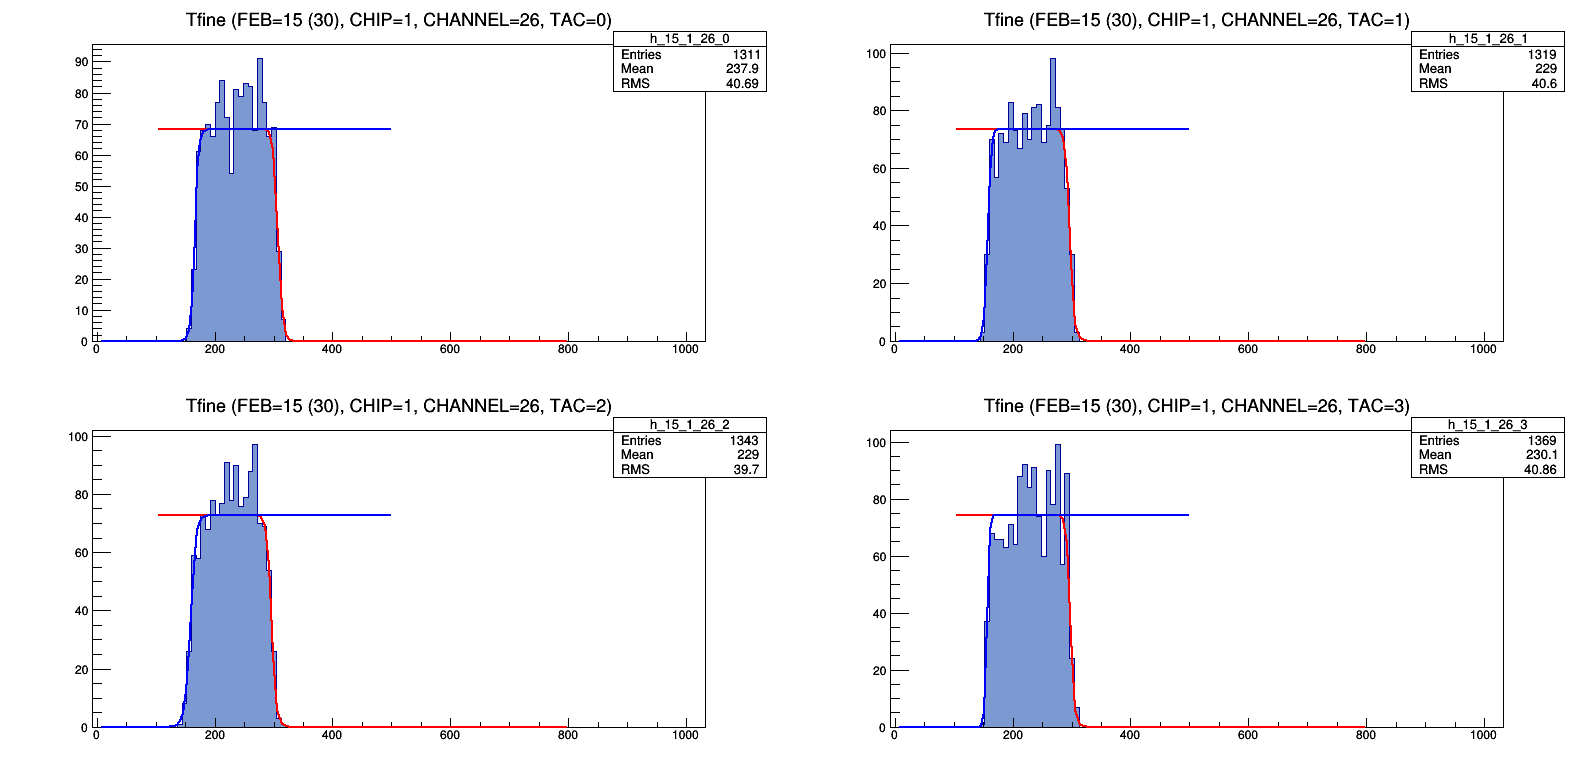 Tfine (FEB=15 (30), CHIP=1, CHANNEL=26, TAC=0)
h_15_1_26_0
Entries 1311
Mean 237.9
RMS 40.69
90
80
70
60
50
40
30
20
10
0
0 200 400 600 800 1000
Tfine (FEB=15 (30), CHIP=1, CHANNEL=26, TAC=1)
h_15_1_26_1
Entries 1319
Mean 229
RMS 40.6
100
80
60
40
20
0
0 200 400 600 800 1000
Tfine (FEB=15 (30), CHIP=1, CHANNEL=26, TAC=2)
h_15_1_26_2
Entries 1343
Mean 229
RMS 39.7
100
80
60
40
20
0
0 200 400 600 800 1000
Tfine (FEB=15 (30), CHIP=1, CHANNEL=26, TAC=3)
h_15_1_26_3
Entries 1369
Mean 230.1
RMS 40.86
100
80
60
40
20
0
0 200 400 600 800 1000